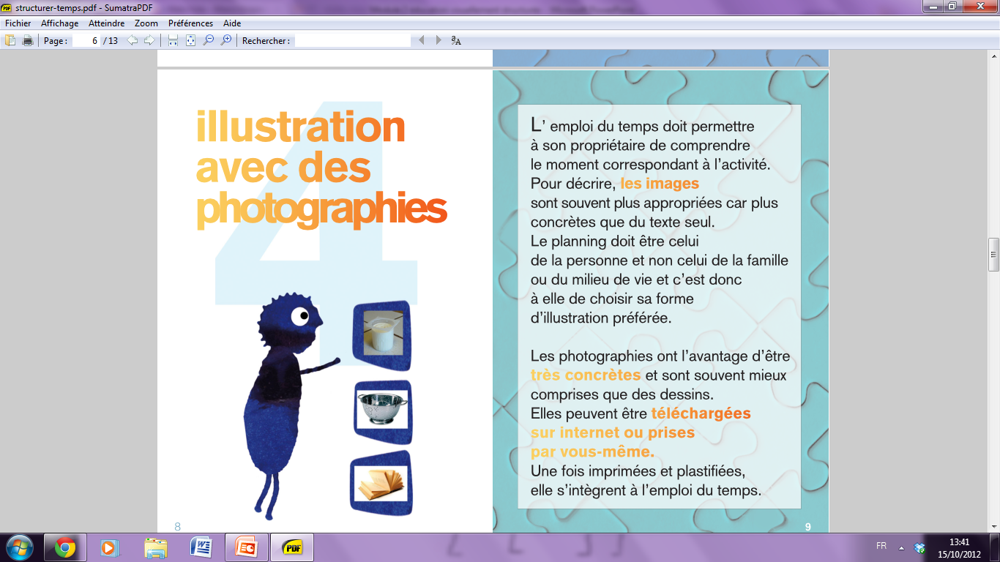 structurer-temps.pdf - SumatraPDF
Fichier Affichage Atteindre Zoom Préférences Aide
Page : 6 / 13 Rechercher :
illustration
avec des
photographies
4
8
L' emploi du temps doit permettre
à son propriétaire de comprendre
le moment correspondant à l'activité.
Pour décrire, les images
sont souvent plus appropriées car plus
concrètes que du texte seul.
Le planning doit être celui
de la personne et non celui de la famille
ou du milieu de vie et c'est donc
à elle de choisir sa forme
d'illustration préférée.
Les photographies ont l'avantage d'être
très concrètes et sont souvent mieux
comprises que des dessins.
Elles peuvent être téléchargées
sur internet ou prises
par vous-même.
Une fois imprimées et plastifiées,
elle s'intègrent à l'emploi du temps.
9
PDF
FR
13:41
15/10/2012